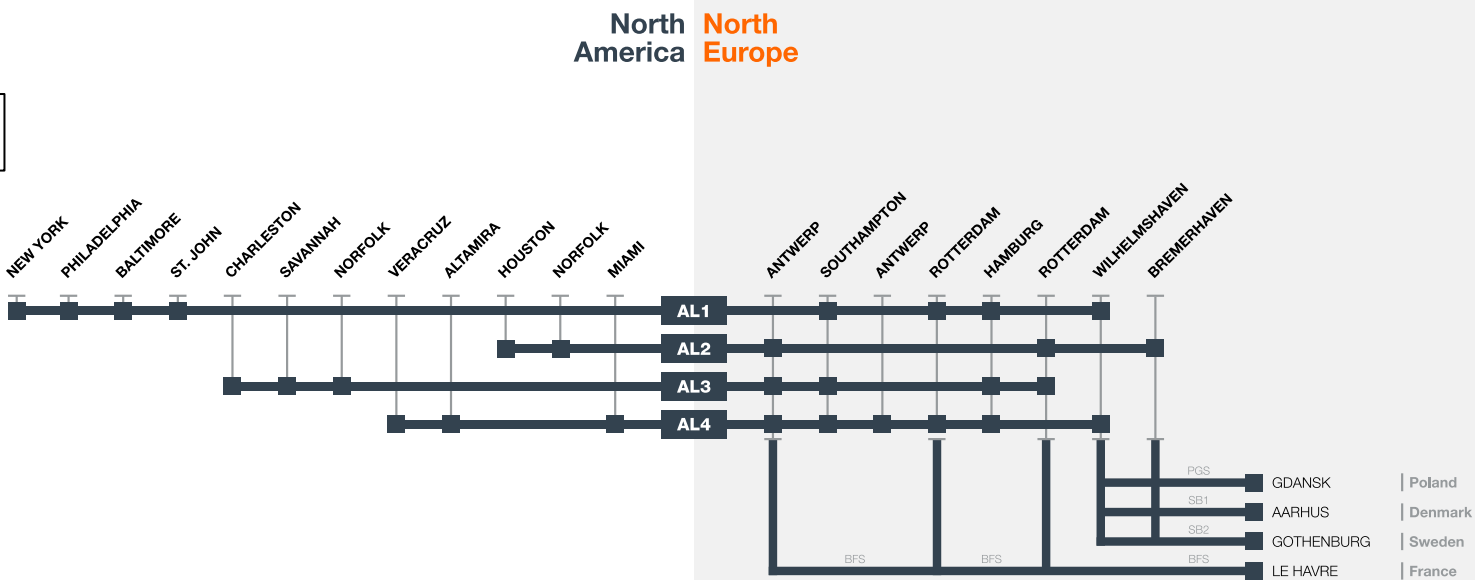 North America
North Europe
NEW YORK
PHILADELPHIA
BALTIMORE
ST. JOHN
CHARLESTON
SAVANNAH
NORFOLK
VERACRUZ
ALTAMIRA
HOUSTON
NORFOLK
MIAMI
ANTWERP
SOUTHAMPTON
ANTWERP
ROTTERDAM
HAMBURG
ROTTERDAM
WILHELMSHAVEN
BREMERHAVEN
AL1
AL2
AL3
AL4
PGS
GDANSK
Poland
SB1
AARHUS
Denmark
SB2
GOTHENBURG
Sweden
BFS
BFS
BFS
LE HAVRE
France